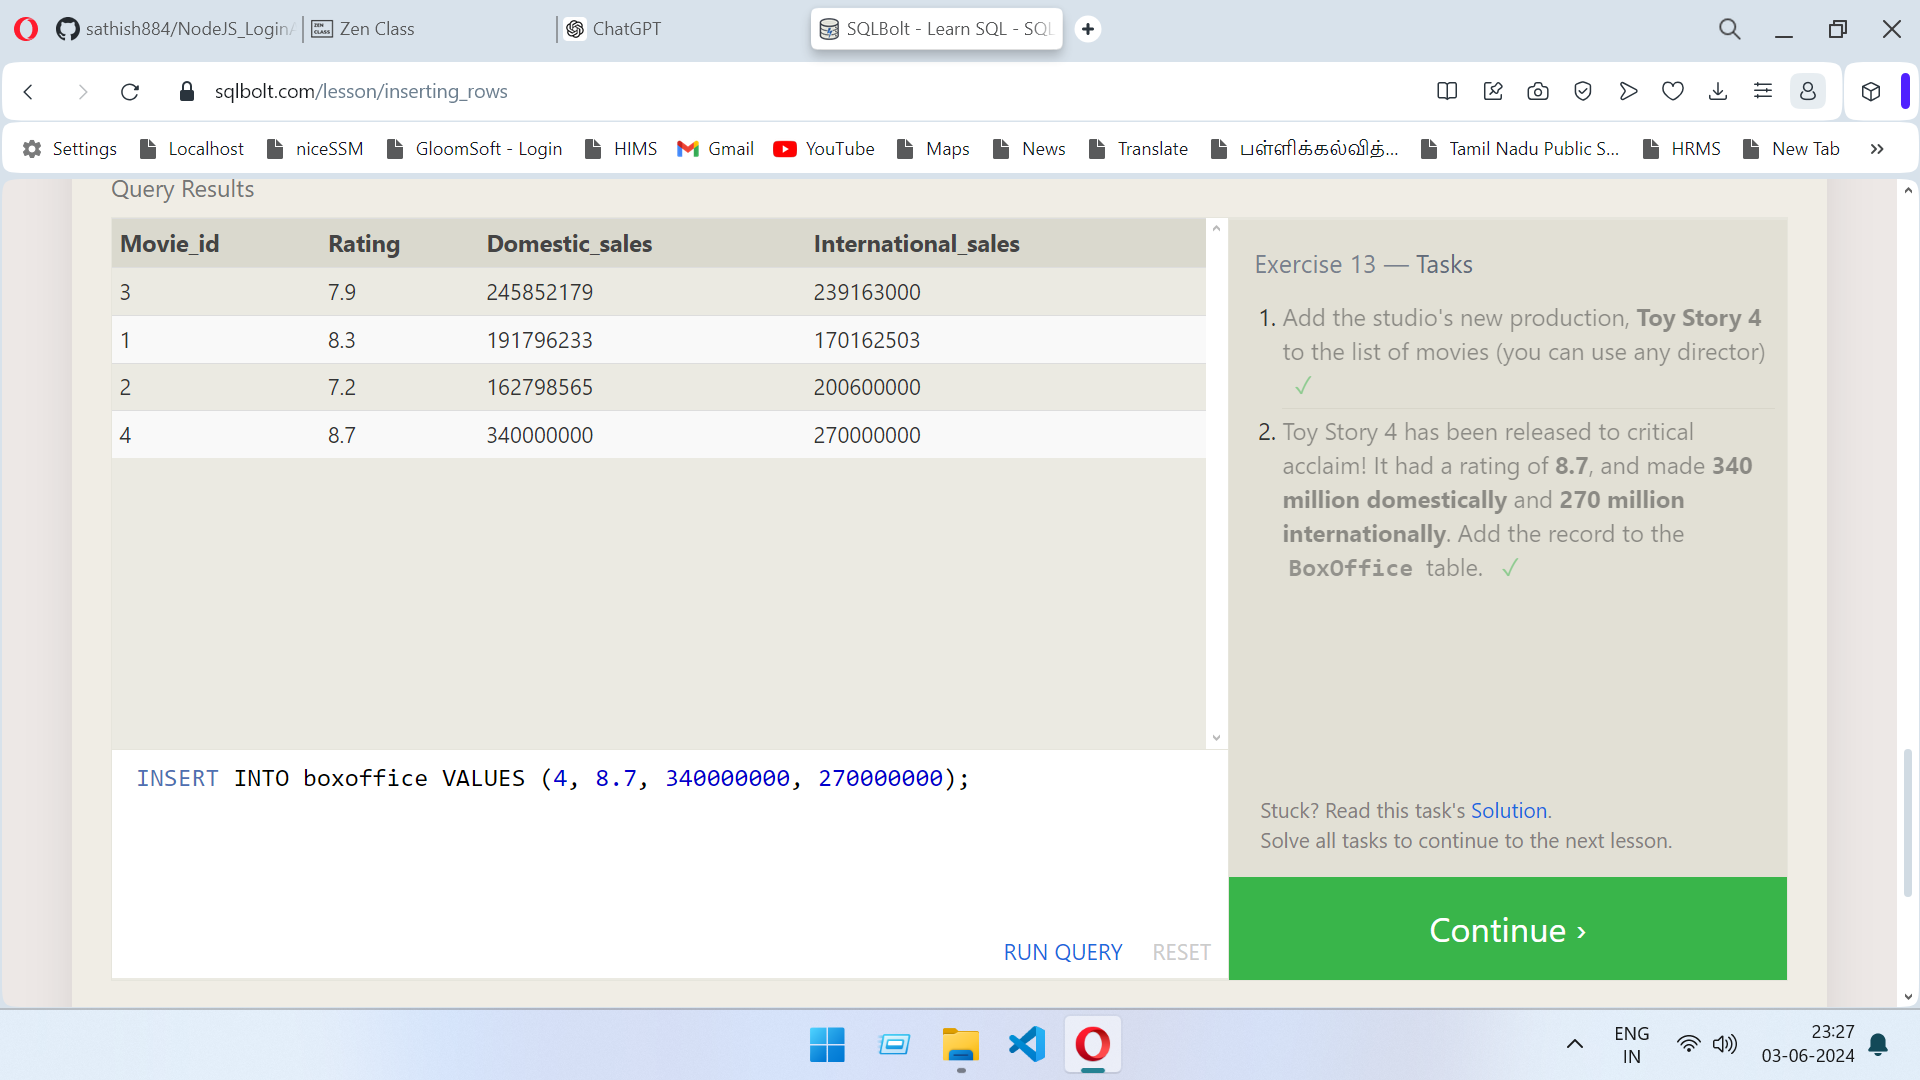 sathish884/NodeJS_Login/ Zen Class ChatGPT SQLBolt - Learn SQL - SQL
sqlbolt.com/lesson/inserting_rows
Settings Localhost niceSSM GloomSoft - Login HIMS Gmail YouTube Maps News Translate பள்ளிக்கல்வித்... Tamil Nadu Public S... HRMS New Tab »
Query Results
Movie_id Rating Domestic_sales International_sales
3 7.9 245852179 239163000
1 8.3 191796233 170162503
2 7.2 162798565 200600000
4 8.7 340000000 270000000
INSERT INTO boxoffice VALUES (4, 8.7, 340000000, 270000000);
RUN QUERY RESET
Exercise 13 — Tasks
1. Add the studio's new production, Toy Story 4
to the list of movies (you can use any director)
✓
2. Toy Story 4 has been released to critical
acclaim! It had a rating of 8.7, and made 340
million domestically and 270 million
internationally. Add the record to the
BoxOffice table. ✓
Stuck? Read this task's Solution.
Solve all tasks to continue to the next lesson.
Continue ›
ENG
IN
23:27
03-06-2024